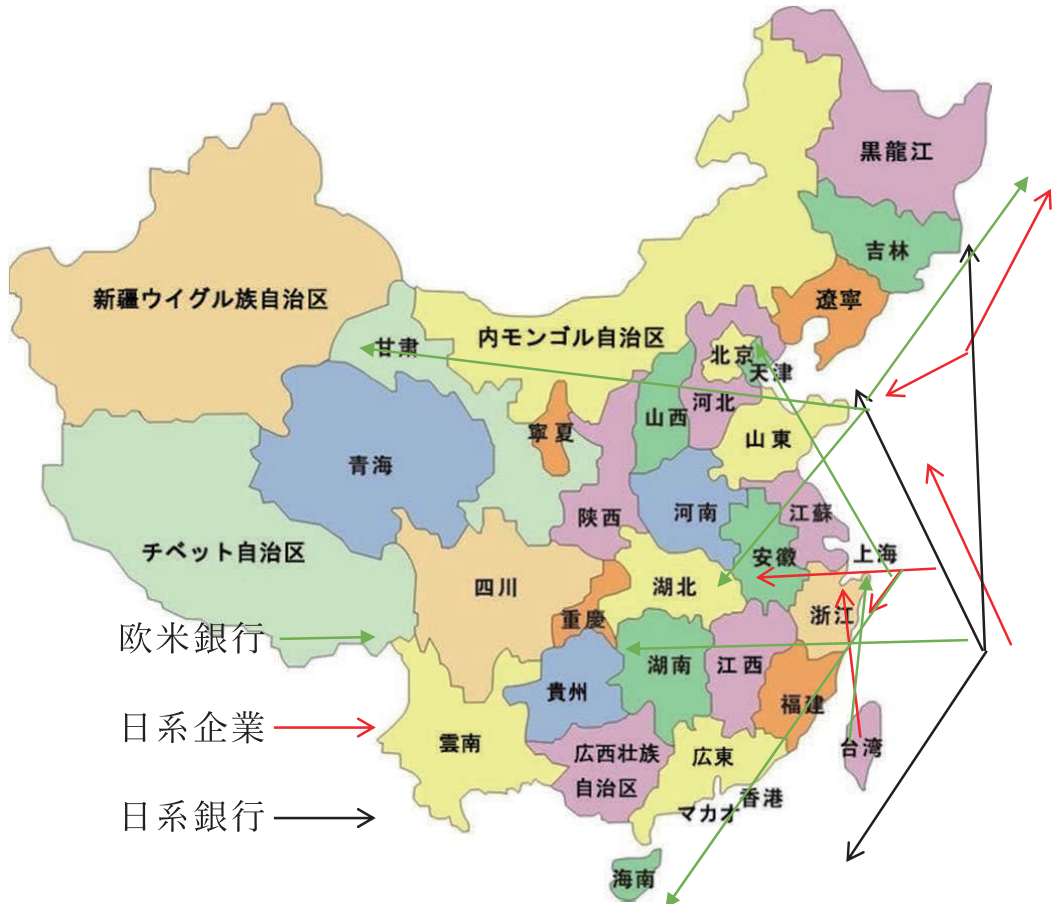 黒龍江
吉林
新疆ウイグル族自治区
遼寧
内モンゴル自治区
甘粛
北京
天津
河北
山西
寧夏
山東
青海
河南
江蘇
陝西
チベット自治区
安徽
上海
四川
湖北
浙江
重慶
欧米銀行
湖南
江西
貴州
福建
日系企業
雲南
台湾
広西壮族
自治区
広東
香港
マカオ
日系銀行
海南